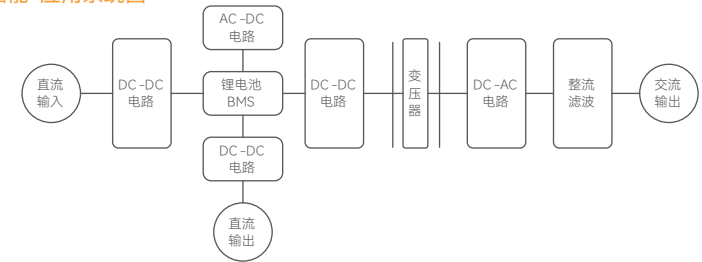 AC-DC
电路
直流
输入
DC-DC
电路
锂电池
BMS
DC-DC
电路
变
压
器
DC-AC
电路
整流
滤波
交流
输出
DC-DC
电路
直流
输出